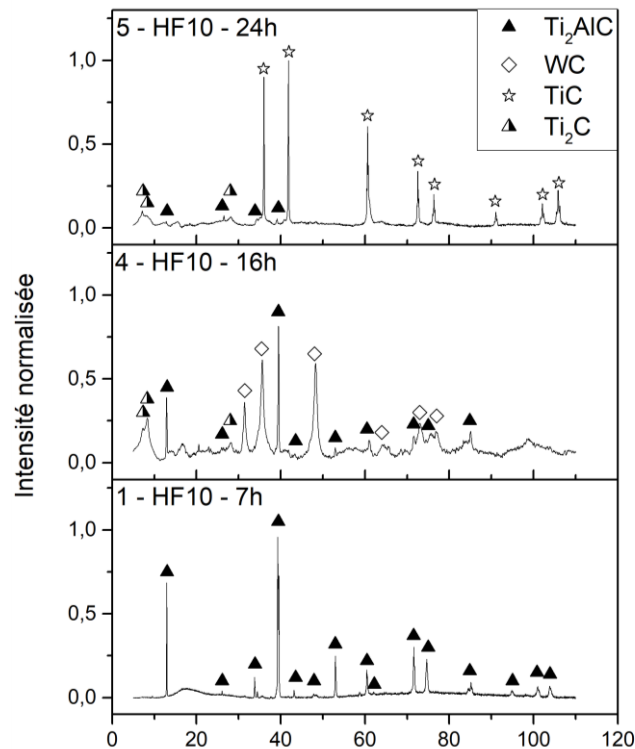 5 - HF10 - 24h
Ti₂AlC
WC
TiC
Ti₂C
1,0
0,5
0,0
4 - HF10 - 16h
1,0
0,5
0,0
1 - HF10 - 7h
1,0
0,5
0,0
Intensité normalisée
0 20 40 60 80 100 120